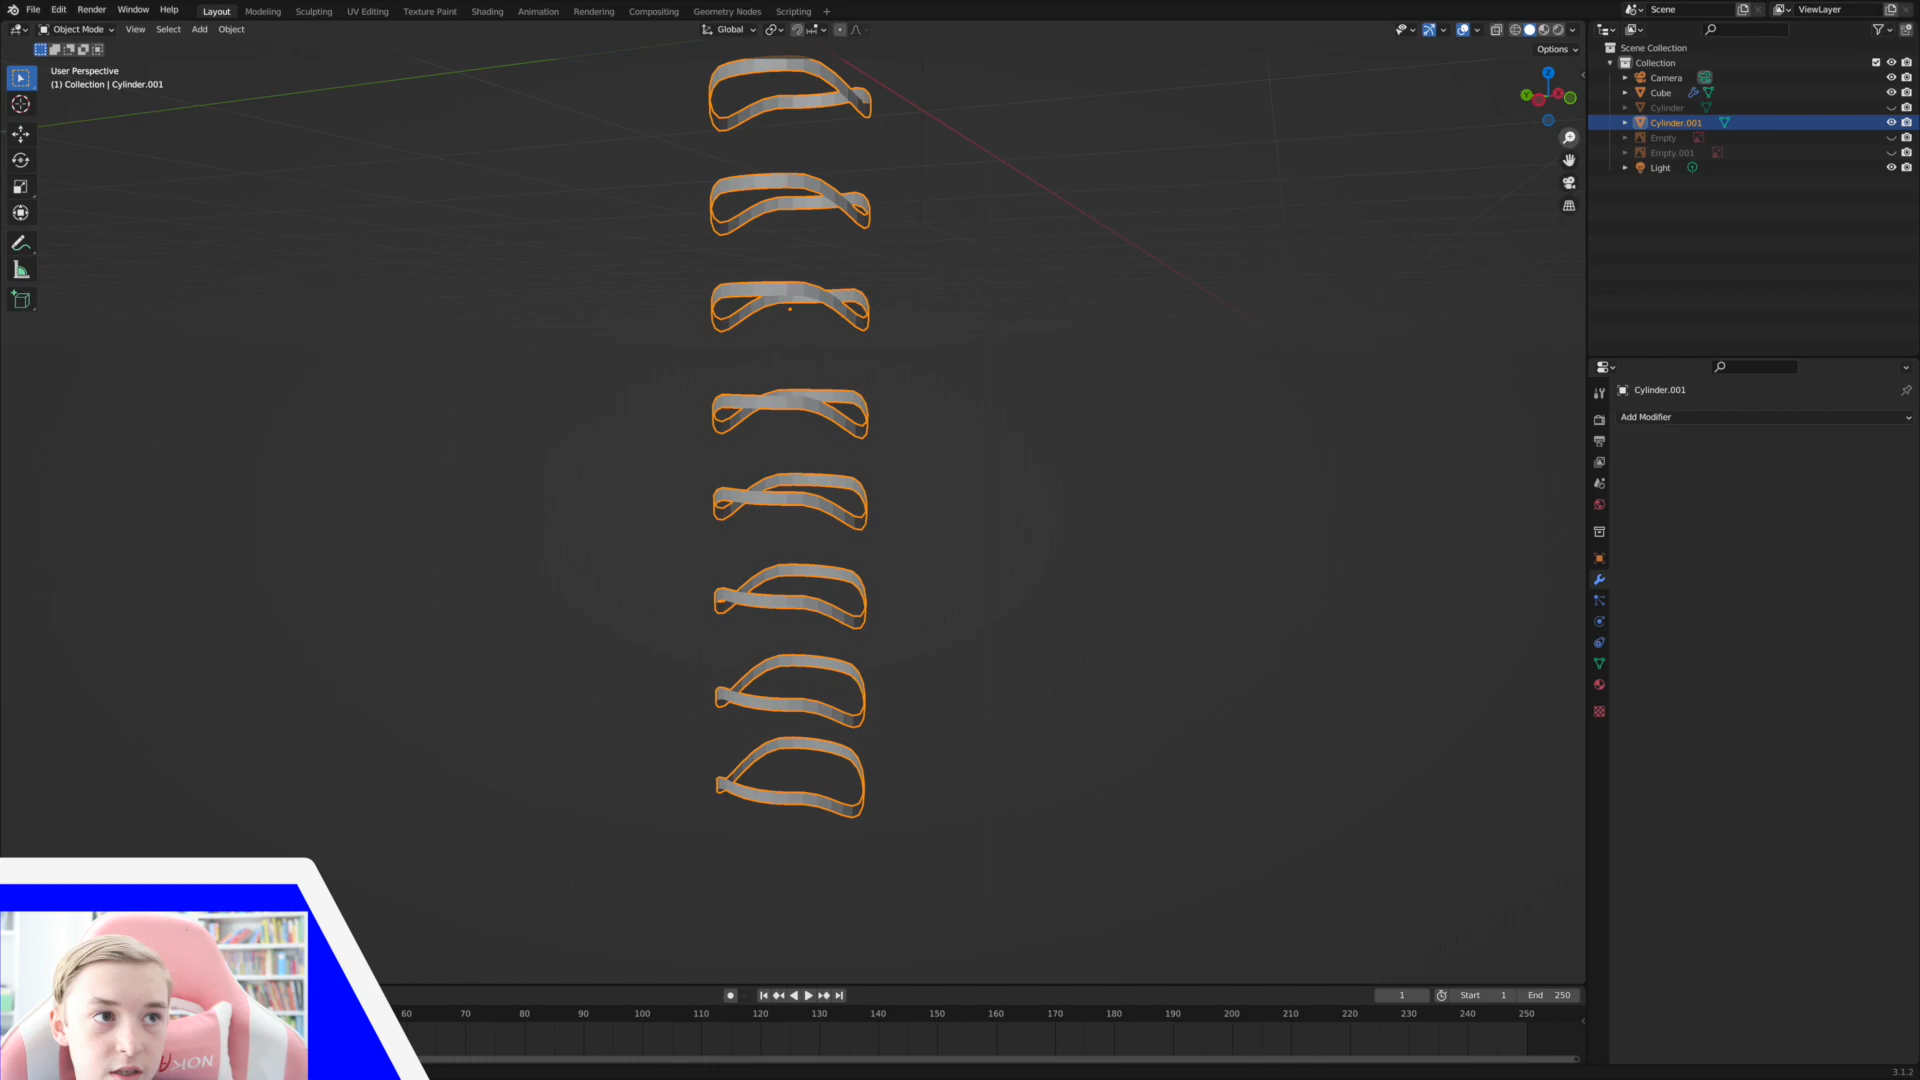 File Edit Render Window Help Layout Modeling Sculpting UV Editing Texture Paint Shading Animation Rendering Compositing Geometry Nodes Scripting + Scene ViewLayer
Object Mode View Select Add Object Global
Options
User Perspective
(1) Collection | Cylinder.001
Scene Collection
Collection
Camera
Cube
Cylinder
Cylinder.001
Empty
Empty.001
Light
Cylinder.001
Add Modifier
1 Start 1 End 250
60 70 80 90 100 110 120 130 140 150 160 170 180 190 200 210 220 230 240 250
3.1.2